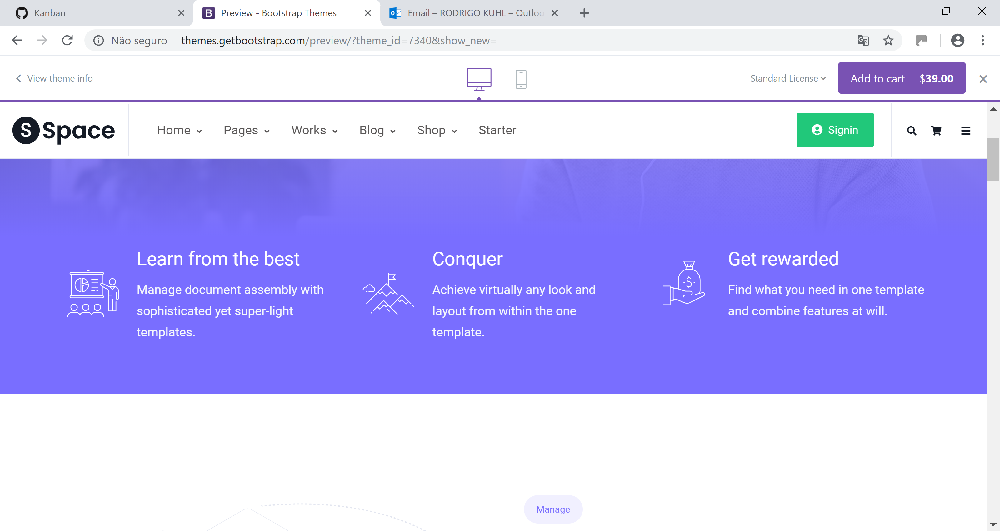 Kanban
Preview - Bootstrap Themes
Email – RODRIGO KUHL – Outloo
Não seguro
themes.getbootstrap.com/preview/?theme_id=7340&show_new=
View theme info
Standard License
Add to cart $39.00
S Space
Home
Pages
Works
Blog
Shop
Starter
Signin
Learn from the best
Manage document assembly with
sophisticated yet super-light
templates.
Conquer
Achieve virtually any look and
layout from within the one
template.
Get rewarded
Find what you need in one template
and combine features at will.
Manage